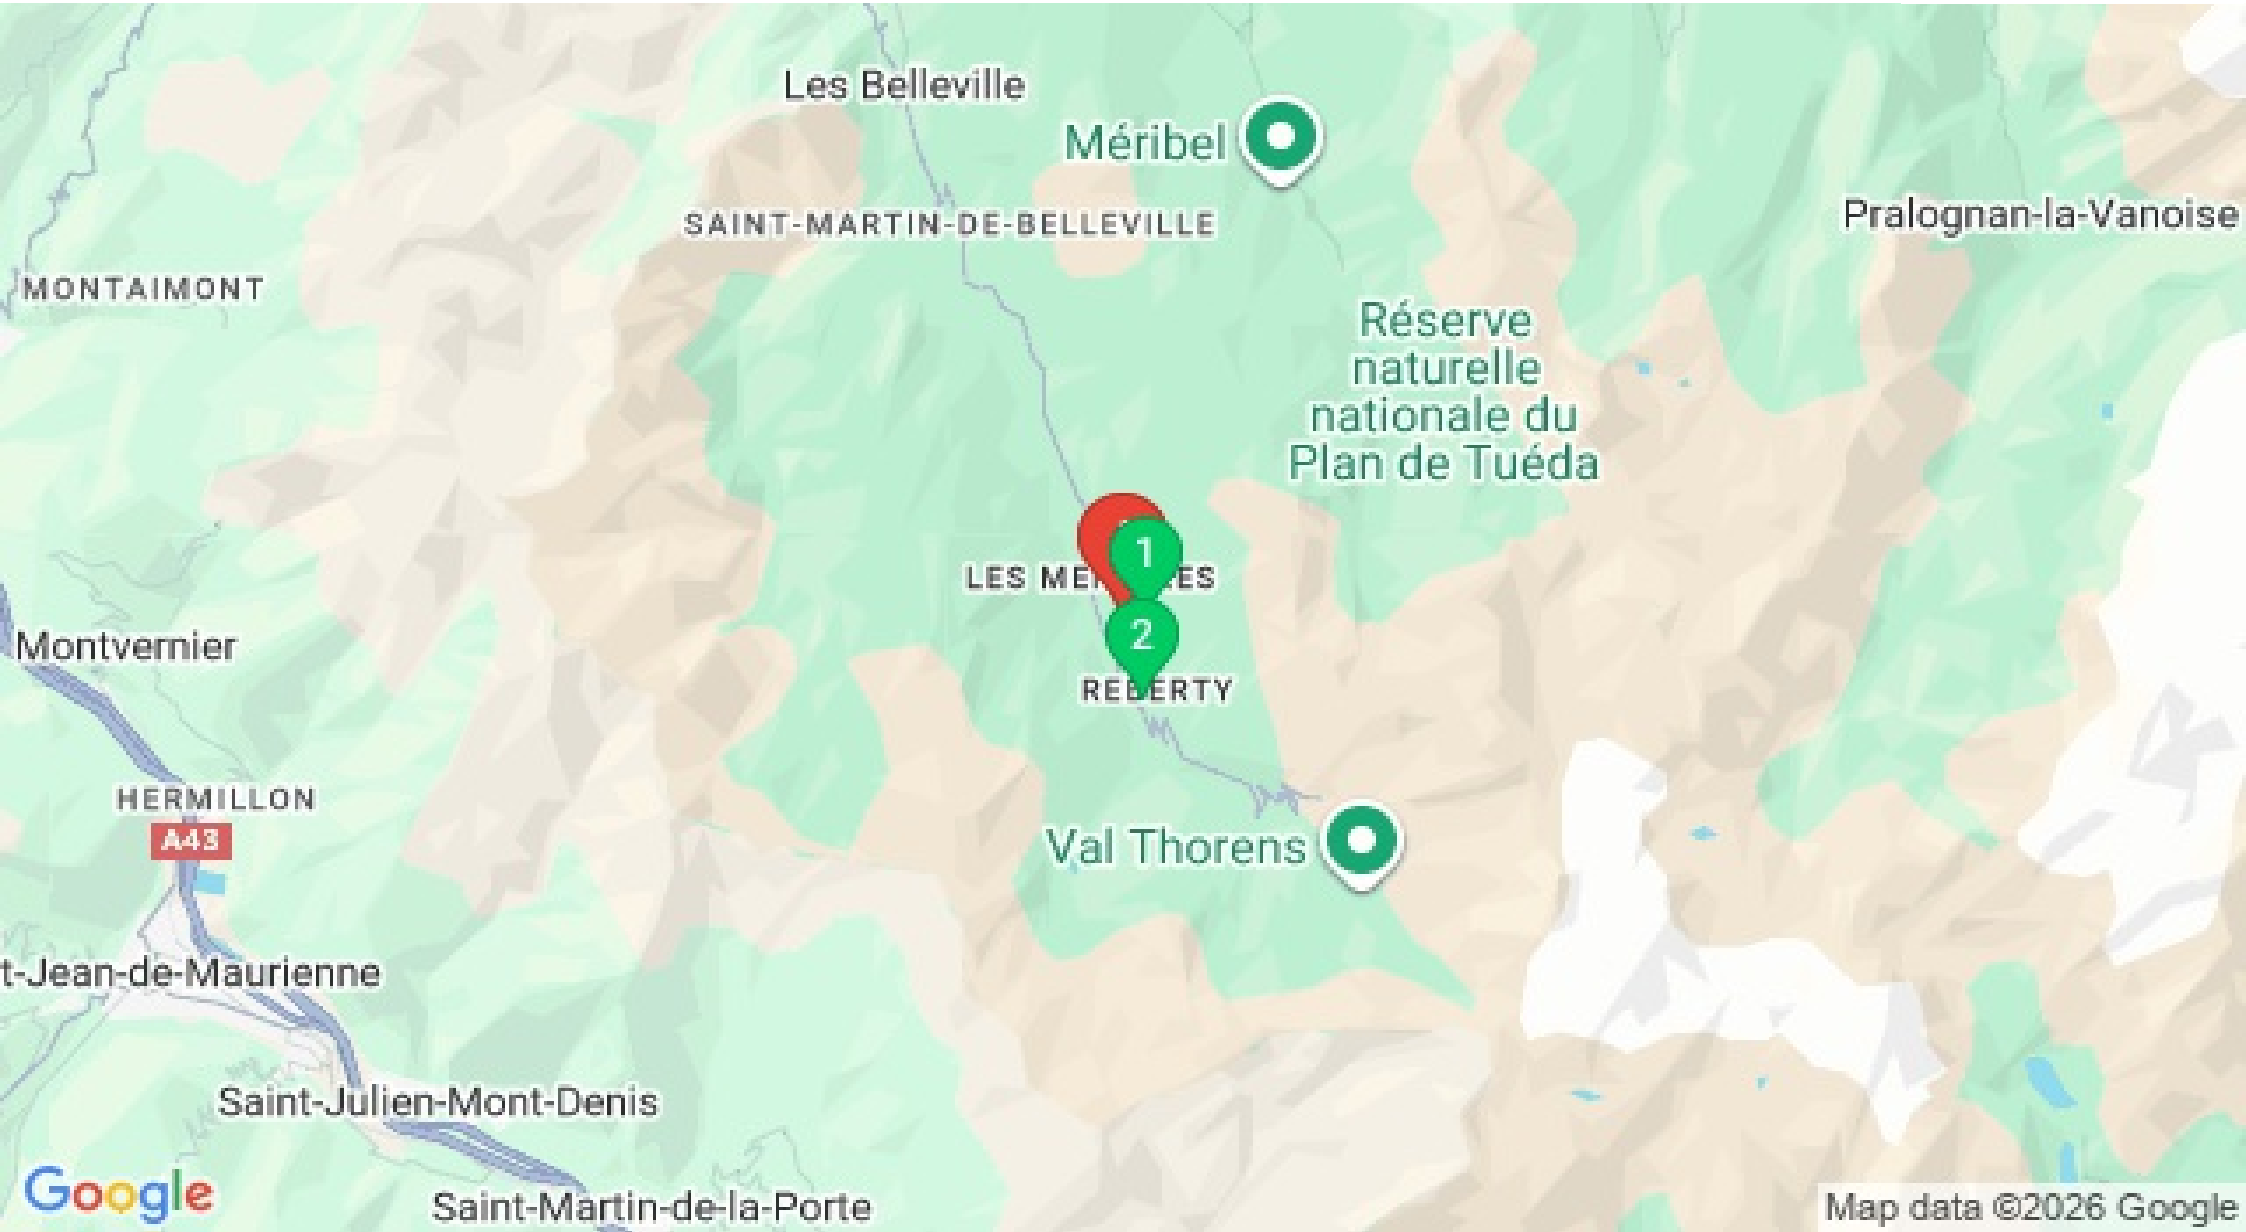 Les Belleville
Méribel
SAINT-MARTIN-DE-BELLEVILLE
Pralognan-la-Vanoise
MONTAIMONT
Réserve
naturelle
nationale du
Plan de Tuéda
1
2
REBERTY
Montvernier
HERMILLON
A43
Val Thorens
t-Jean-de-Maurienne
Saint-Julien-Mont-Denis
Saint-Martin-de-la-Porte
Google
Map data ©2026 Google